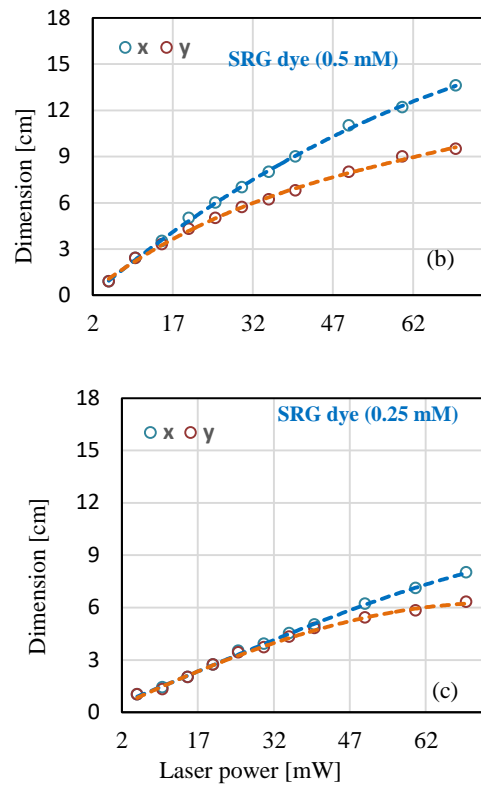 18
15
12
9
6
3
0
Dimension [cm]
x y
SRG dye (0.5 mM)
(b)
2 17 32 47 62
18
15
12
9
6
3
0
Dimension [cm]
SRG dye (0.25 mM)
x y
(c)
2 17 32 47 62
Laser power [mW]